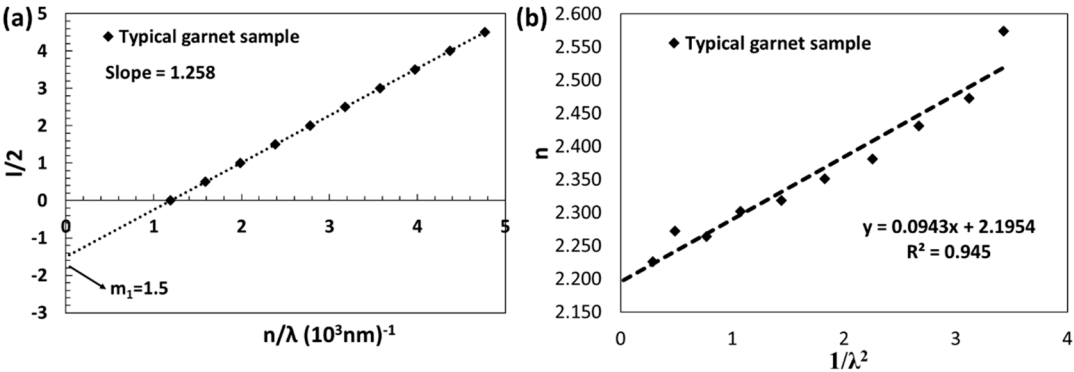 (a)
5
4
3
2
1
0
-1
-2
-3
l/2
◆ Typical garnet sample
Slope = 1.258
m₁=1.5
0 1 2 3 4 5
n/λ (10³nm)⁻¹
(b)
2.600
2.550
2.500
2.450
2.400
2.350
2.300
2.250
2.200
2.150
n
◆ Typical garnet sample
y = 0.0943x + 2.1954
R² = 0.945
0 1 2 3 4
1/λ²